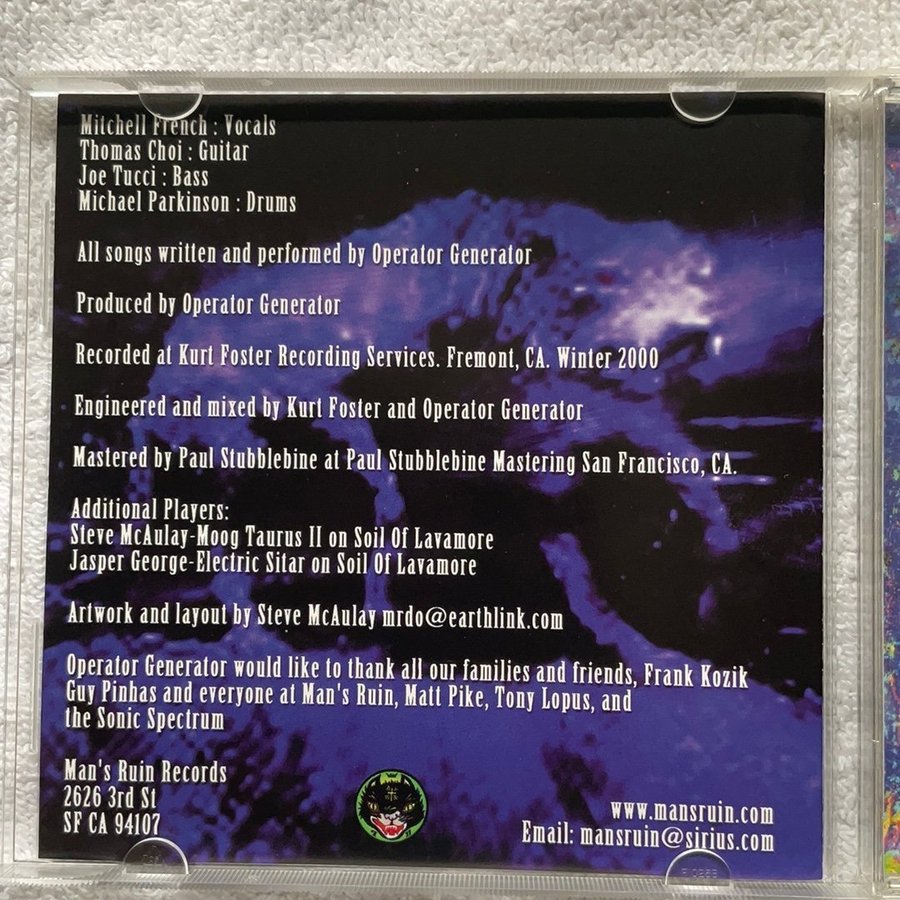 Mitchell French : Vocals
Thomas Choi : Guitar
Joe Tucci : Bass
Michael Parkinson : Drums
All songs written and performed by Operator Generator
Produced by Operator Generator
Recorded at Kurt Foster Recording Services. Fremont, CA. Winter 2000
Engineered and mixed by Kurt Foster and Operator Generator
Mastered by Paul Stubblebine at Paul Stubblebine Mastering San Francisco, CA.
Additional Players:
Steve McAulay-Moog Taurus II on Soil Of Lavamore
Jasper George-Electric Sitar on Soil Of Lavamore
Artwork and layout by Steve McAulay mrdo@earthlink.com
Operator Generator would like to thank all our families and friends, Frank Kozik
Guy Pinhas and everyone at Man's Ruin, Matt Pike, Tony Lopus, and
the Sonic Spectrum
Man's Ruin Records
2626 3rd St
SF CA 94107
www.mansruin.com
Email: mansruin@sirius.com